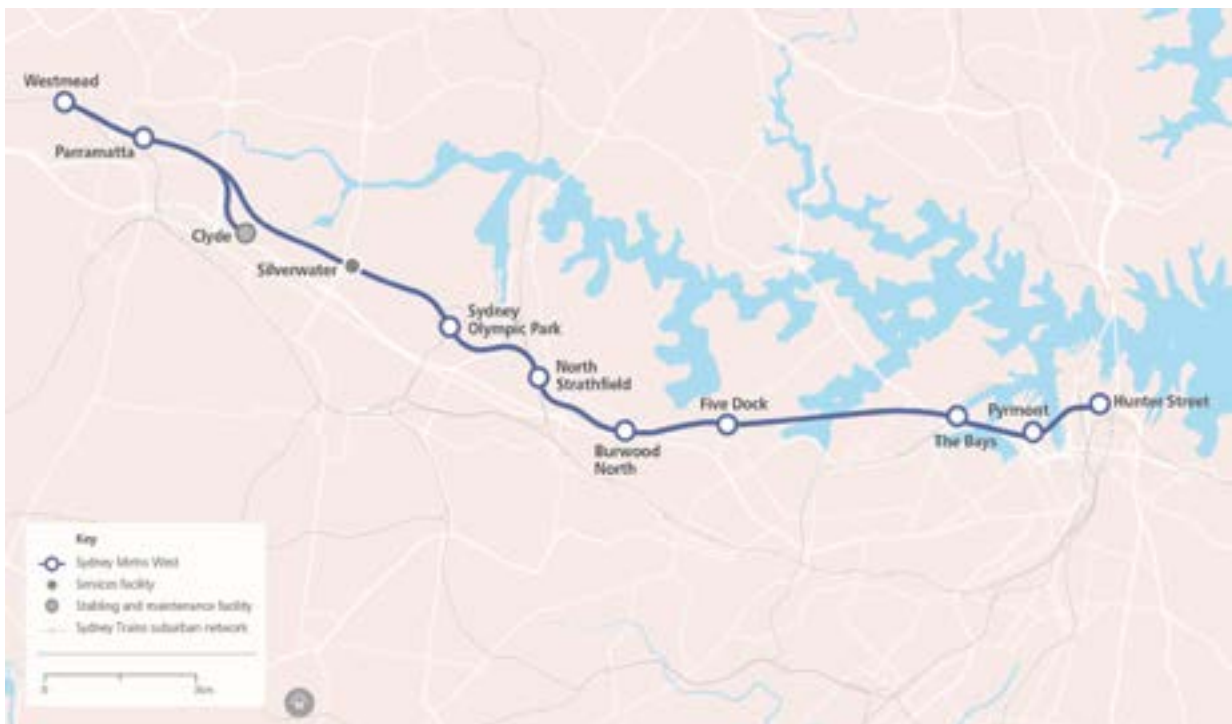 Westmead
Parramatta
Clyde
Silverwater
Sydney
Olympic Park
North
Strathfield
Burwood
North
Five Dock
The Bays
Pyrmont
Hunter Street
Key
Sydney Metro West
Services facility
Stabling and maintenance facility
Sydney Trains suburban network
0